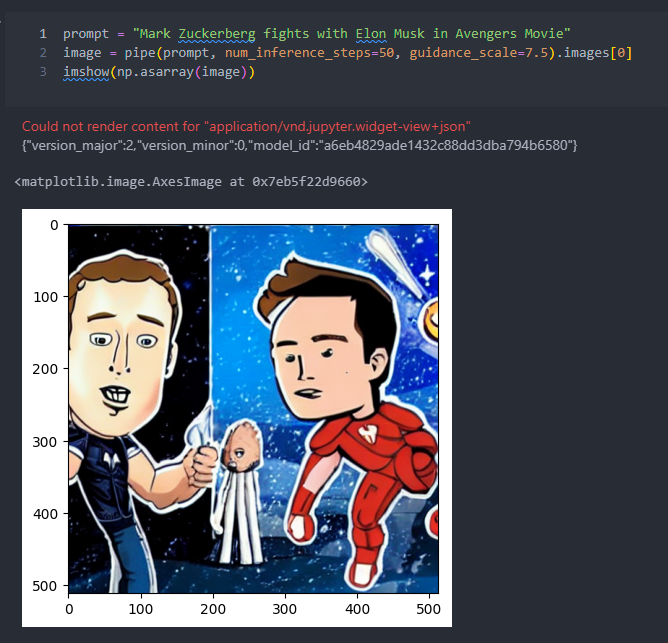 1 prompt = "Mark Zuckerberg fights with Elon Musk in Avengers Movie"
2 image = pipe(prompt, num_inference_steps=50, guidance_scale=7.5).images[0]
3 imshow(np.asarray(image))
Could not render content for "application/vnd.jupyter.widget-view+json"
{"version_major":2,"version_minor":0,"model_id":"a6eb4829ade1432c88dd3dba794b6580"}
<matplotlib.image.AxesImage at 0x7eb5f22d9660>
0
100
200
300
400
500
0 100 200 300 400 500